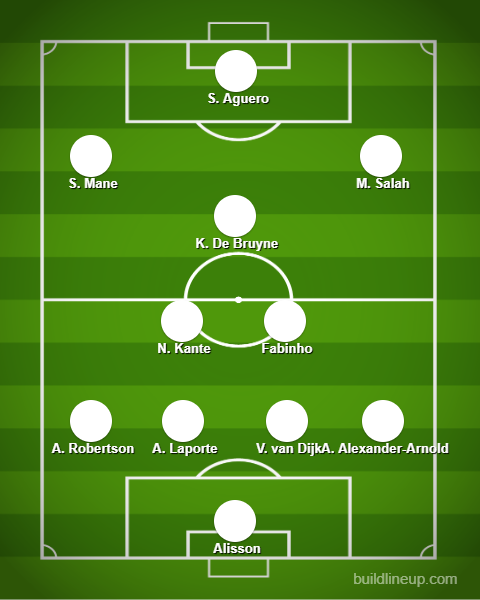 S. Aguero
S. Mane
M. Salah
K. De Bruyne
N. Kante
Fabinho
A. Robertson
A. Laporte
V. van Dijk
A. Alexander-Arnold
Alisson
buildlineup.com